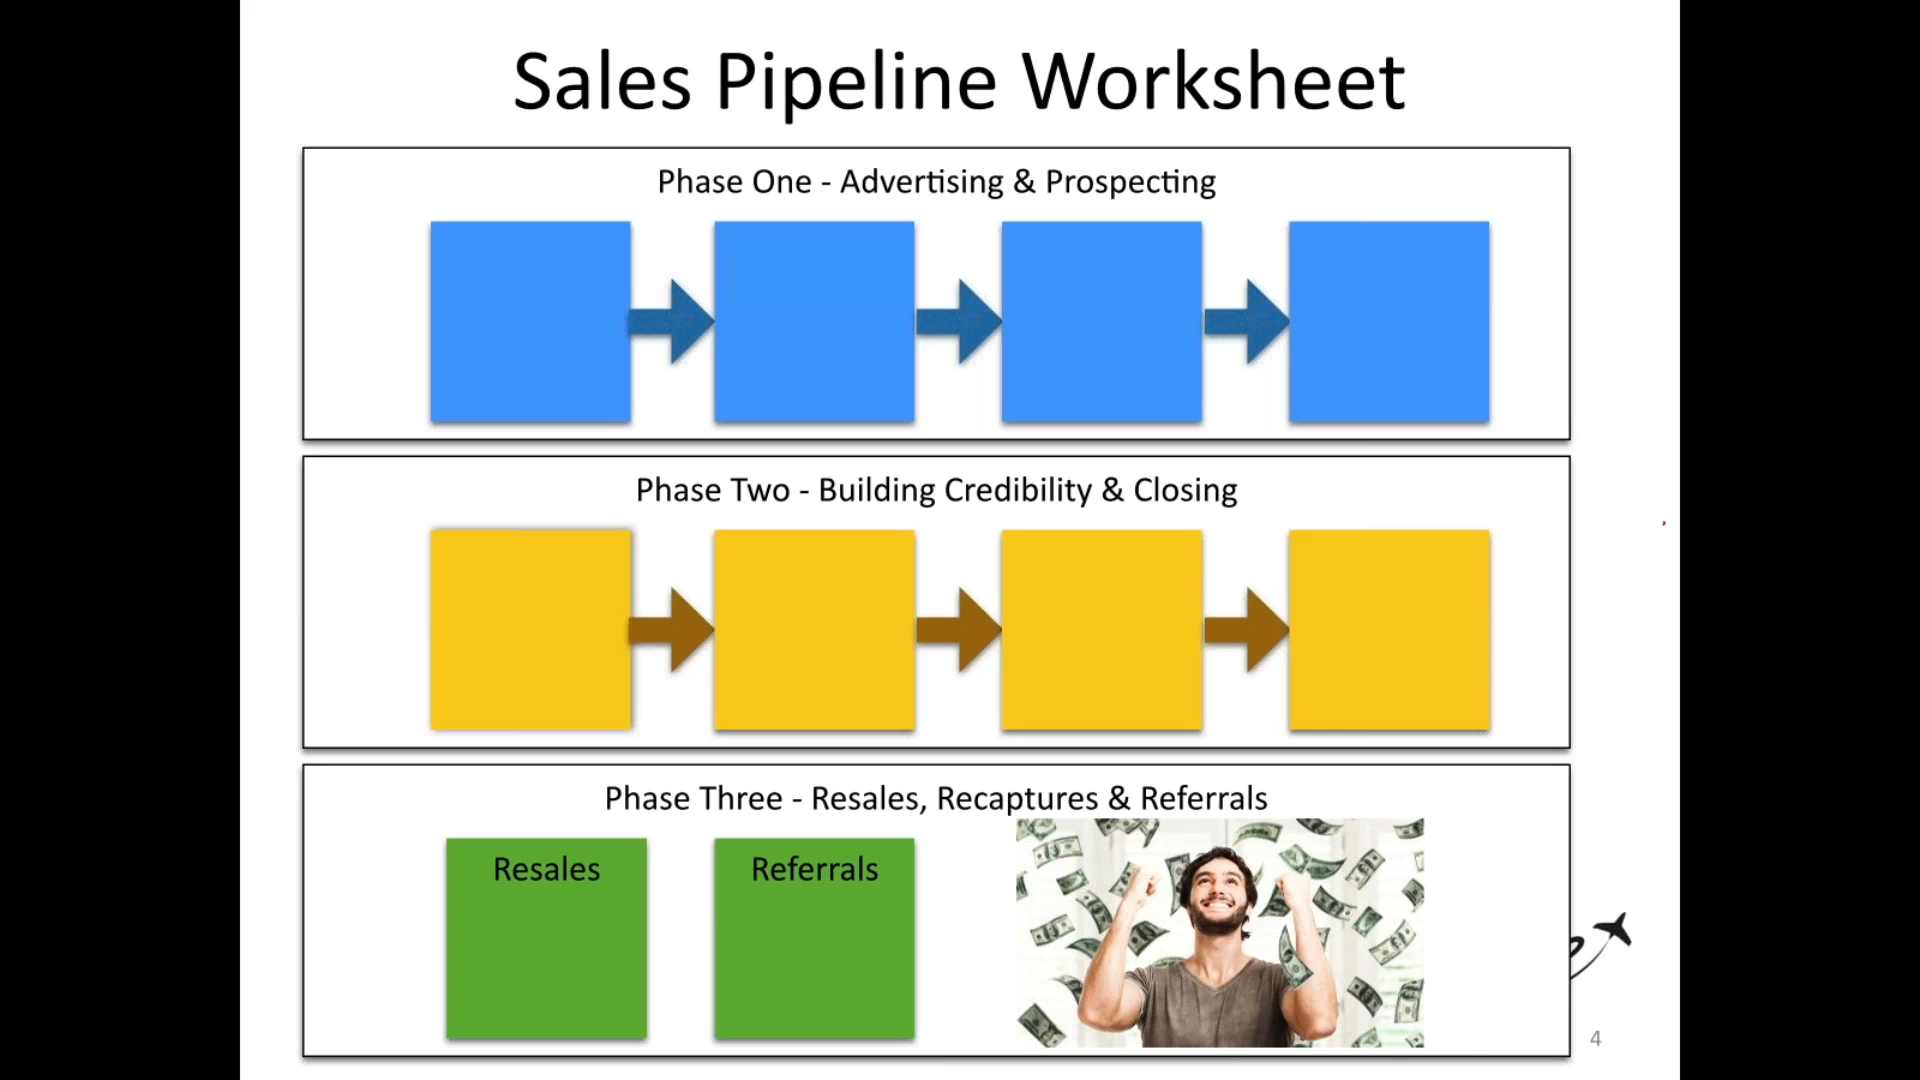 Sales Pipeline Worksheet
Phase One - Advertising & Prospecting
Phase Two - Building Credibility & Closing
Phase Three - Resales, Recaptures & Referrals
Resales
Referrals
4